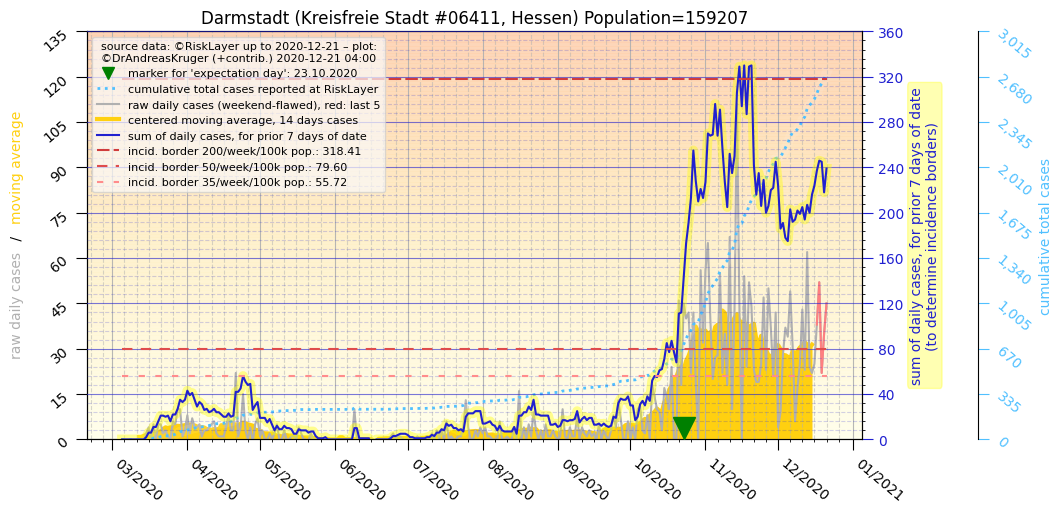 Darmstadt (Kreisfreie Stadt #06411, Hessen) Population=159207
source data: ©RiskLayer up to 2020-12-21 – plot:
©DrAndreasKruger (+contrib.) 2020-12-21 04:00
marker for 'expectation day': 23.10.2020
cumulative total cases reported at RiskLayer
raw daily cases (weekend-flawed), red: last 5
centered moving average, 14 days cases
sum of daily cases, for prior 7 days of date
incid. border 200/week/100k pop.: 318.41
incid. border 50/week/100k pop.: 79.60
incid. border 35/week/100k pop.: 55.72
raw daily cases / moving average
135
120
105
90
75
60
45
30
15
0
03/2020
04/2020
05/2020
06/2020
07/2020
08/2020
09/2020
10/2020
11/2020
12/2020
01/2021
360
320
280
240
200
160
120
80
40
0
sum of daily cases, for prior 7 days of date
(to determine incidence borders)
3,015
2,680
2,345
2,010
1,675
1,340
1,005
670
335
0
cumulative total cases